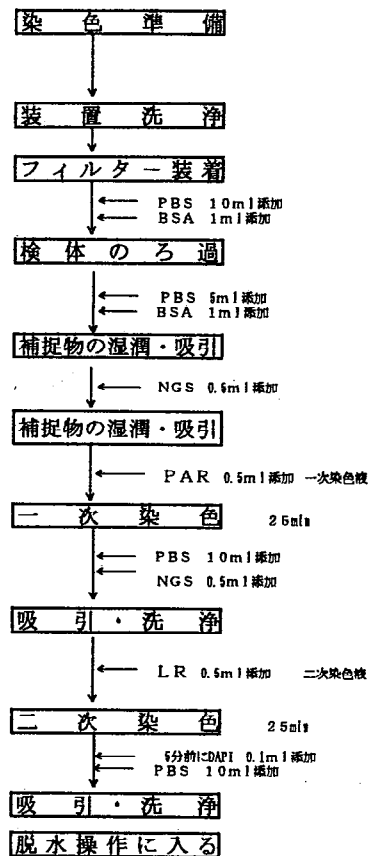 染色準備
装置洗浄
フィルター装着
PBS 10ml添加
BSA 1ml添加
検体のろ過
PBS 5ml添加
BSA 1ml添加
補捉物の湿潤・吸引
NGS 0.5ml添加
補捉物の湿潤・吸引
PAR 0.5ml添加 一次染色液
一次染色 25min
PBS 10ml添加
NGS 0.5ml添加
吸引・洗浄
LR 0.5ml添加 二次染色液
二次染色 25min
5分前にDAPI 0.1ml添加
PBS 10ml添加
吸引・洗浄
脱水操作に入る